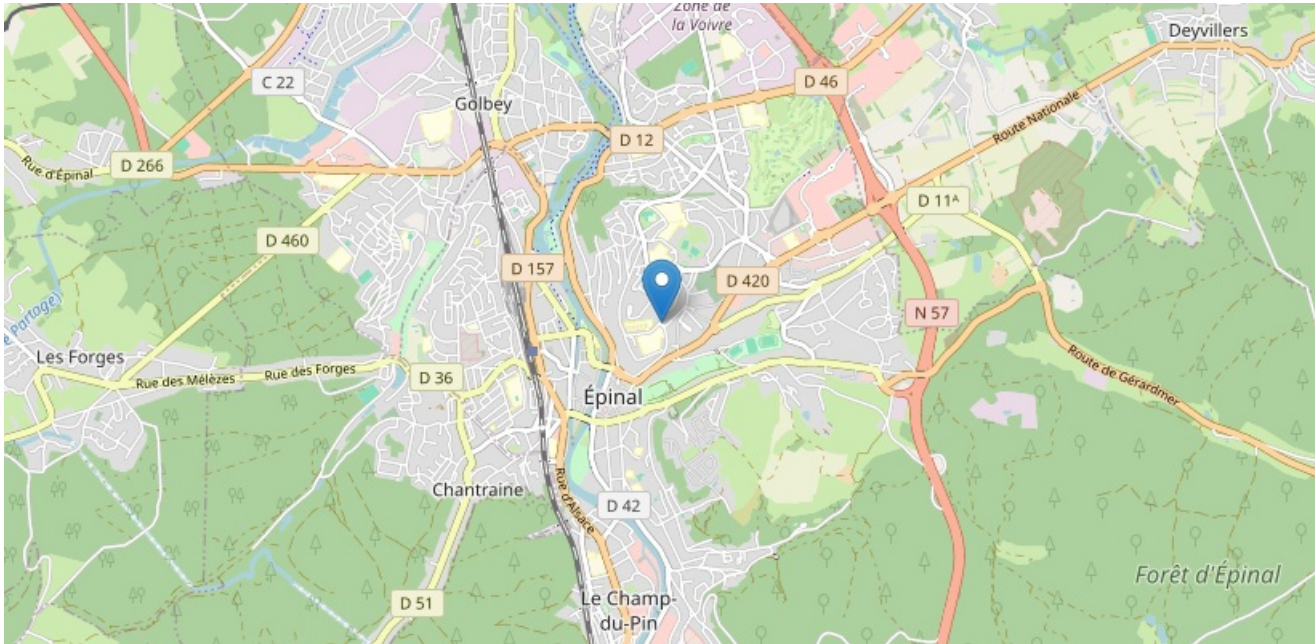 Zone de
la Voivre
Deyvillers
C 22
D 46
Golbey
Route Nationale
D 12
Rue d'Épinal
D 266
D 11ᴬ
D 460
D 157
D 420
N 57
Partage)
Les Forges
Rue des Mélèzes
Rue des Forges
D 36
Route de Gérardmer
Épinal
Chantraine
Rue d'Alsace
D 42
Forêt d'Épinal
D 51
Le Champ-
du-Pin